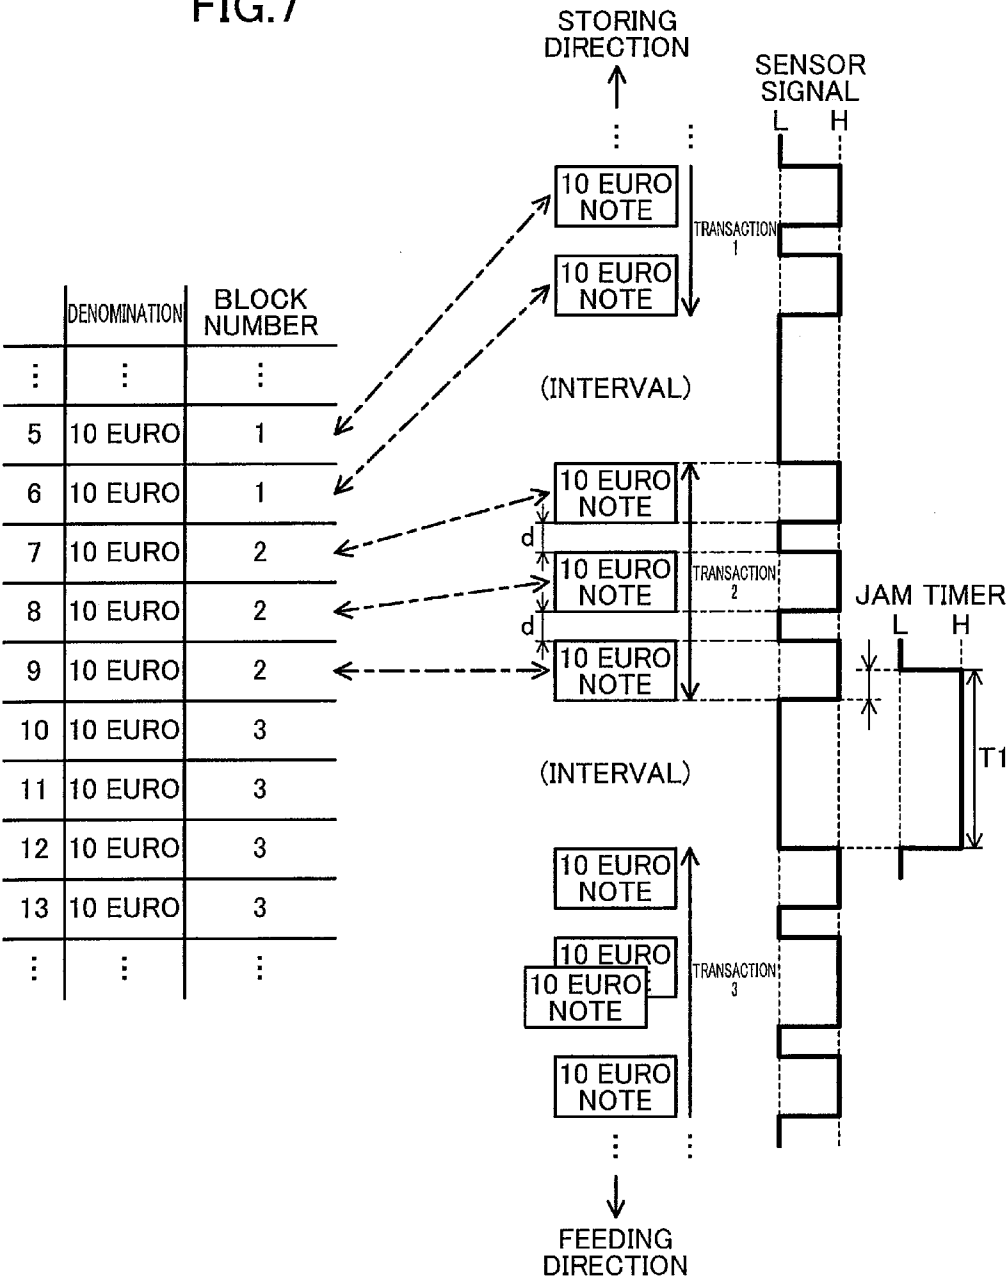 FIG.7
STORING
DIRECTION
SENSOR
SIGNAL
L H
10 EURO
NOTE
TRANSACTION
1
10 EURO
NOTE
DENOMINATION
BLOCK
NUMBER
(INTERVAL)
5 10 EURO 1
6 10 EURO 1
7 10 EURO 2
8 10 EURO 2
9 10 EURO 2
10 10 EURO 3
11 10 EURO 3
12 10 EURO 3
13 10 EURO 3
10 EURO
NOTE
d
10 EURO
NOTE
TRANSACTION
2
d
10 EURO
NOTE
JAM TIMER
L H
T1
(INTERVAL)
10 EURO
NOTE
10 EURO
10 EURO
NOTE
TRANSACTION
3
10 EURO
NOTE
FEEDING
DIRECTION